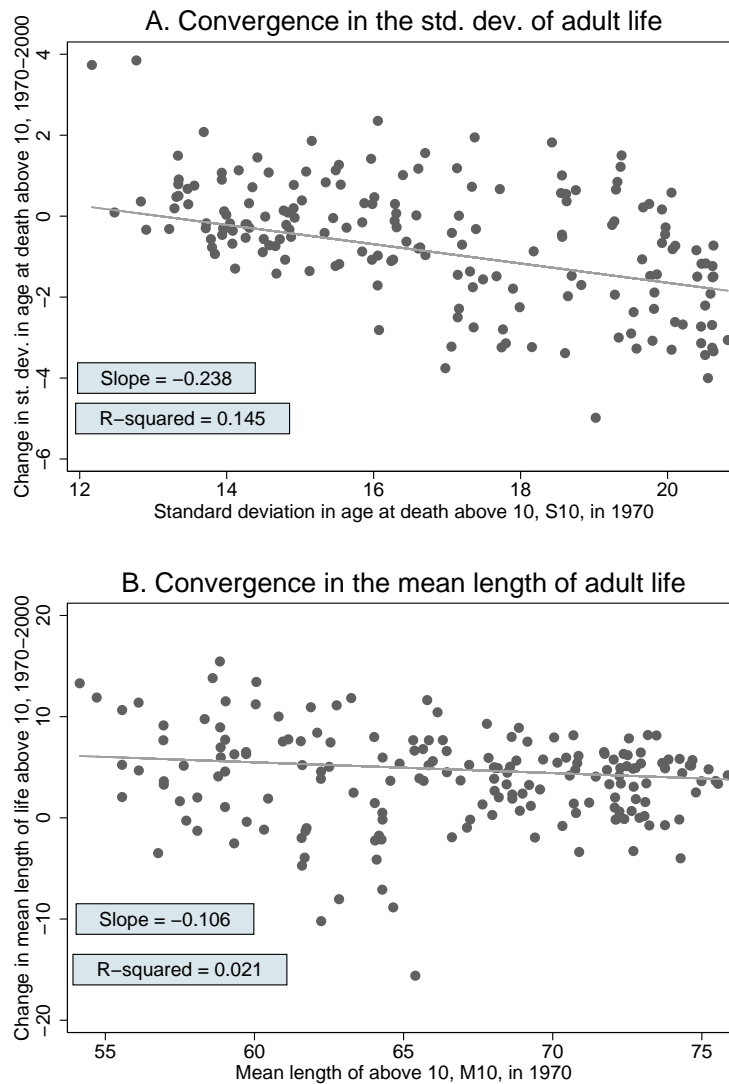 A. Convergence in the std. dev. of adult life
Change in st. dev. in age at death above 10, 1970−2000
4
2
0
−2
−4
−6
Slope = −0.238
R−squared = 0.145
12 14 16 18 20
Standard deviation in age at death above 10, S10, in 1970
B. Convergence in the mean length of adult life
Change in mean length of life above 10, 1970−2000
20
10
0
−10
−20
Slope = −0.106
R−squared = 0.021
55 60 65 70 75
Mean length of above 10, M10, in 1970